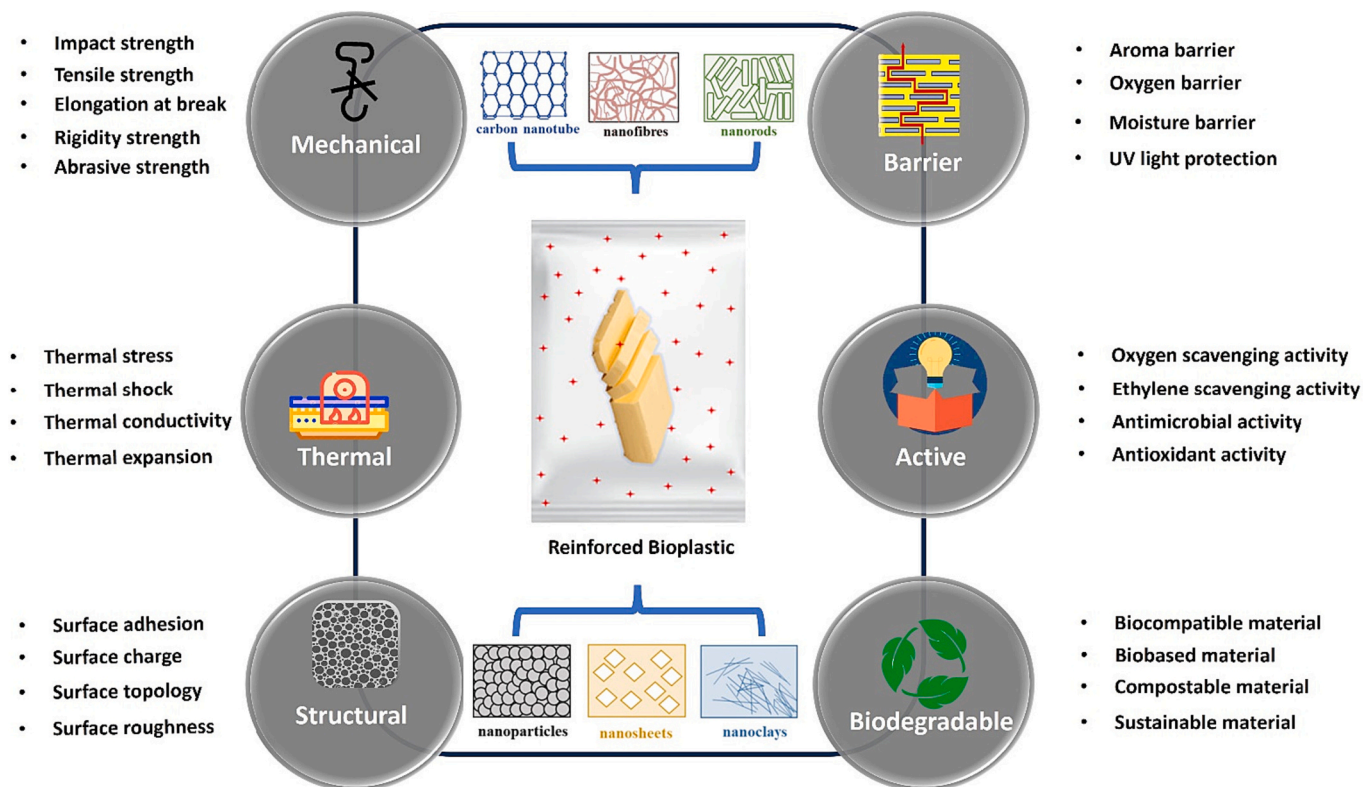 Impact strength
Tensile strength
Elongation at break
Rigidity strength
Abrasive strength
Mechanical
carbon nanotube
nanofibres
nanorods
Barrier
Aroma barrier
Oxygen barrier
Moisture barrier
UV light protection
Thermal stress
Thermal shock
Thermal conductivity
Thermal expansion
Thermal
Reinforced Bioplastic
Active
Oxygen scavenging activity
Ethylene scavenging activity
Antimicrobial activity
Antioxidant activity
Surface adhesion
Surface charge
Surface topology
Surface roughness
Structural
nanoparticles
nanosheets
nanoclays
Biodegradable
Biocompatible material
Biobased material
Compostable material
Sustainable material